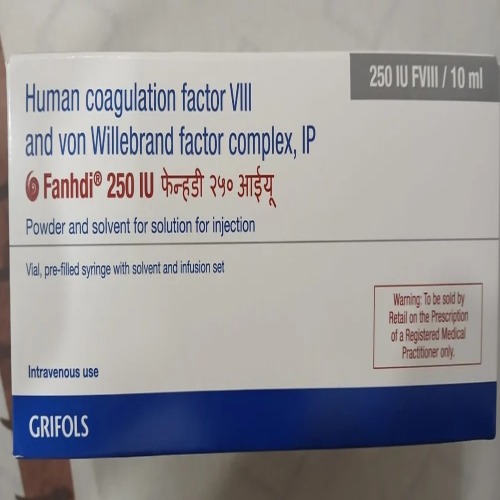 250 IU FVIII / 10 ml
Human coagulation factor VIII
and von Willebrand factor complex, IP
Fanhdi® 250 IU फेन्हडी २५० आईयू
Powder and solvent for solution for injection
Vial, pre-filled syringe with solvent and infusion set
Warning: To be sold by
Retail on the Prescription
of a Registered Medical
Practitioner only.
Intravenous use
GRIFOLS